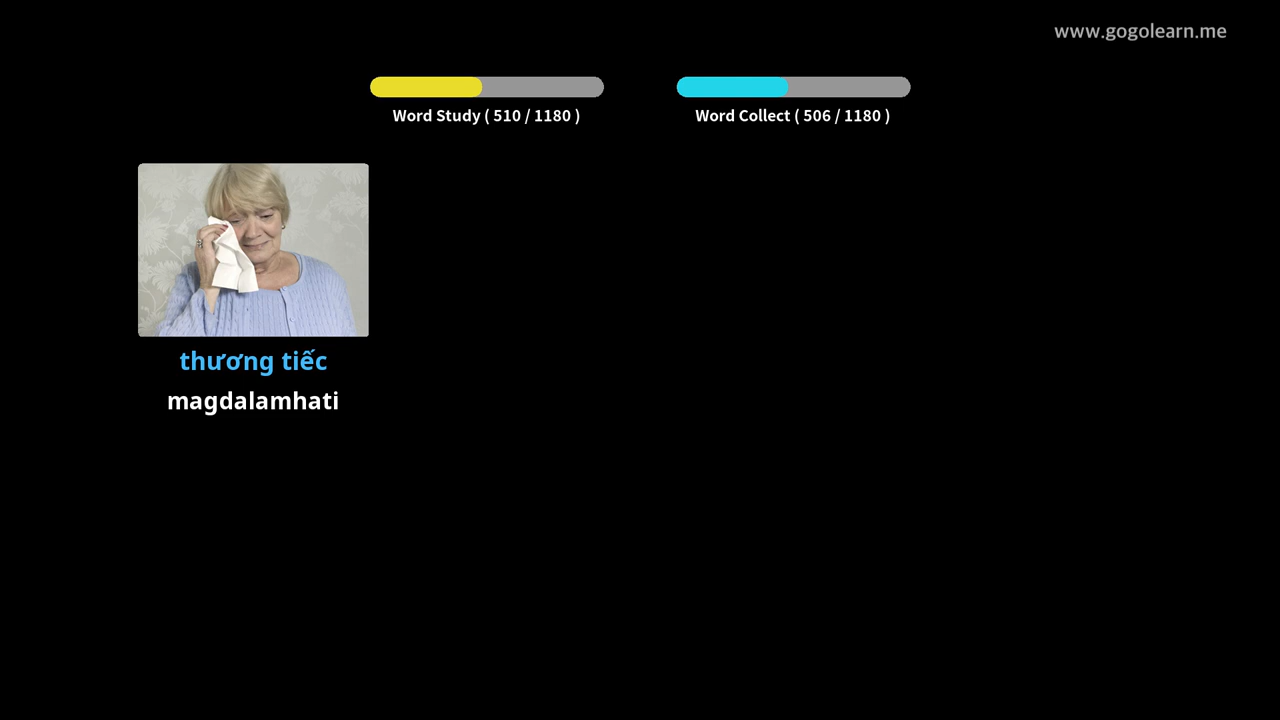 www.gogolearn.me
Word Study ( 510 / 1180 )
Word Collect ( 506 / 1180 )
thương tiếc
magdalamhati